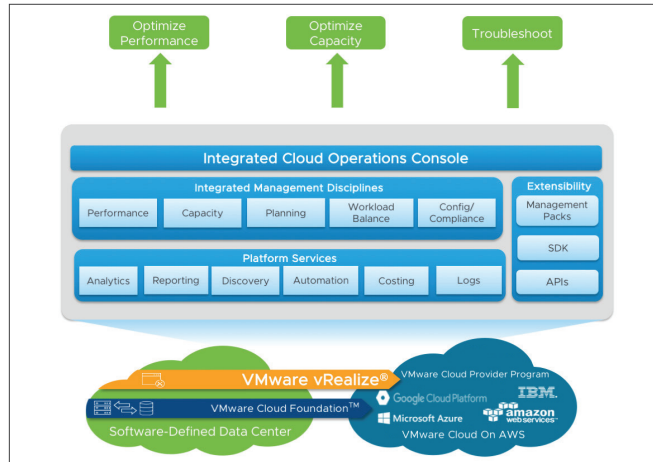 Optimize
Performance
Optimize
Capacity
Troubleshoot
Integrated Cloud Operations Console
Integrated Management Disciplines
Performance
Capacity
Planning
Workload
Balance
Config/
Compliance
Extensibility
Management
Packs
SDK
APIs
Platform Services
Analytics
Reporting
Discovery
Automation
Costing
Logs
VMware vRealize®
VMware Cloud Foundation™
Software-Defined Data Center
VMware Cloud Provider Program
Google Cloud Platform
IBM.
Microsoft Azure
amazon
webservices™
VMware Cloud On AWS